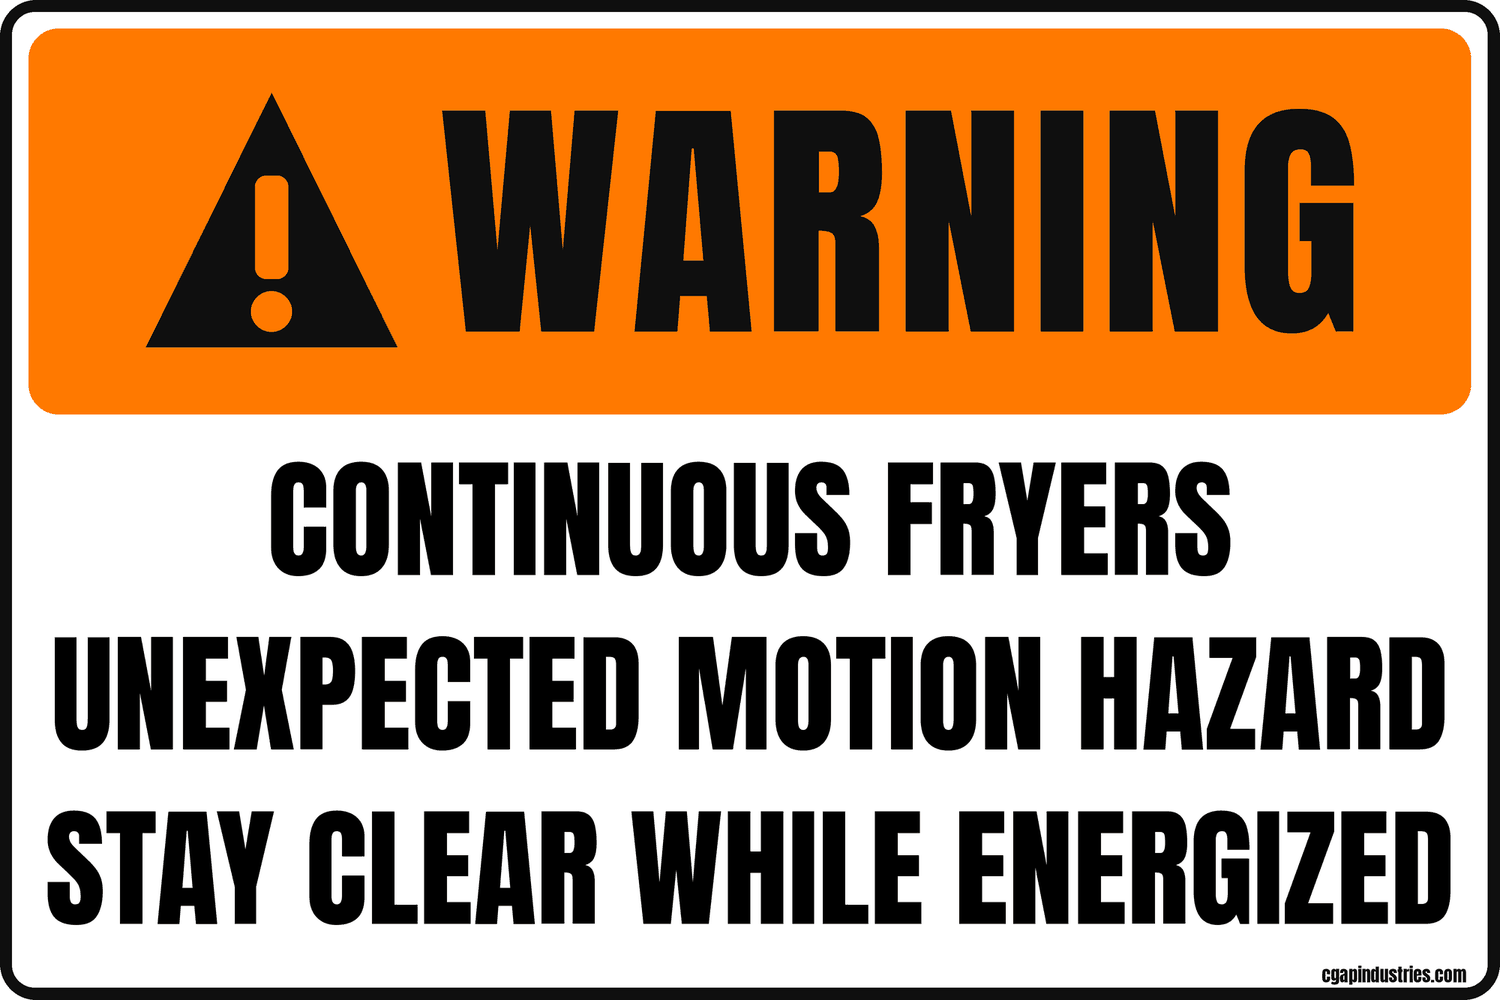 WARNING
CONTINUOUS FRYERS
UNEXPECTED MOTION HAZARD
STAY CLEAR WHILE ENERGIZED
cgapindustries.com